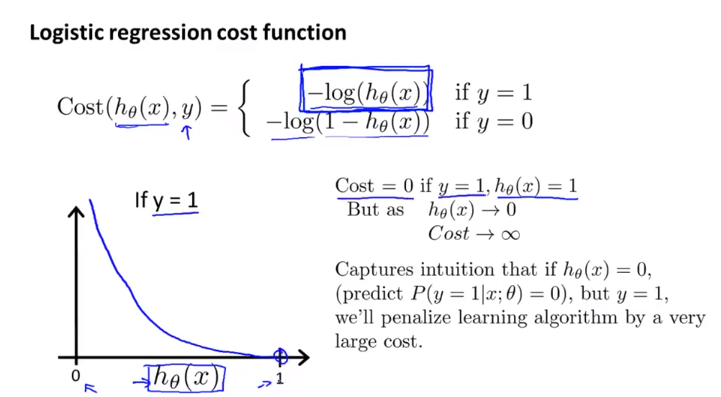 Logistic regression cost function
Cost(hθ(x), y) = { −log(hθ(x)) if y = 1
−log(1 − hθ(x)) if y = 0
If y = 1
0 hθ(x) 1
Cost = 0 if y = 1, hθ(x) = 1
But as hθ(x) → 0
Cost → ∞
Captures intuition that if hθ(x) = 0,
(predict P(y = 1|x; θ) = 0), but y = 1,
we'll penalize learning algorithm by a very
large cost.